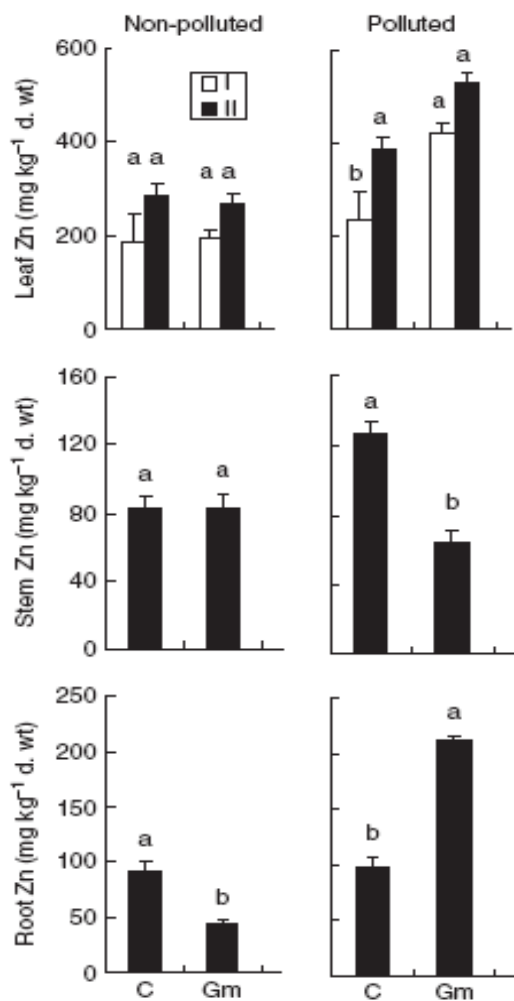 Non-polluted
Polluted
Leaf Zn (mg kg⁻¹ d. wt)
600
400
200
0
I
II
a a
a a
b
a
a
a
Stem Zn (mg kg⁻¹ d. wt)
160
120
80
40
0
a
a
a
b
Root Zn (mg kg⁻¹ d. wt)
250
200
150
100
50
0
a
b
b
a
C
Gm
C
Gm